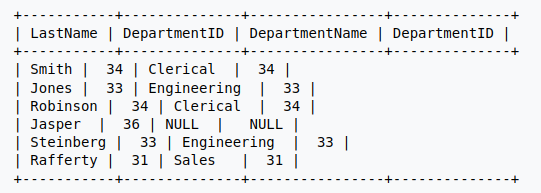 +-----------+--------------+----------------+--------------+
| LastName | DepartmentID | DepartmentName | DepartmentID |
+-----------+--------------+----------------+--------------+
| Smith |  34 | Clerical  |  34 |
| Jones |  33 | Engineering  |  33 |
| Robinson |  34 | Clerical  |  34 |
| Jasper  |  36 | NULL  |   NULL |
| Steinberg |  33 | Engineering  |  33 |
| Rafferty |  31 | Sales   |  31 |
+-----------+--------------+----------------+--------------+